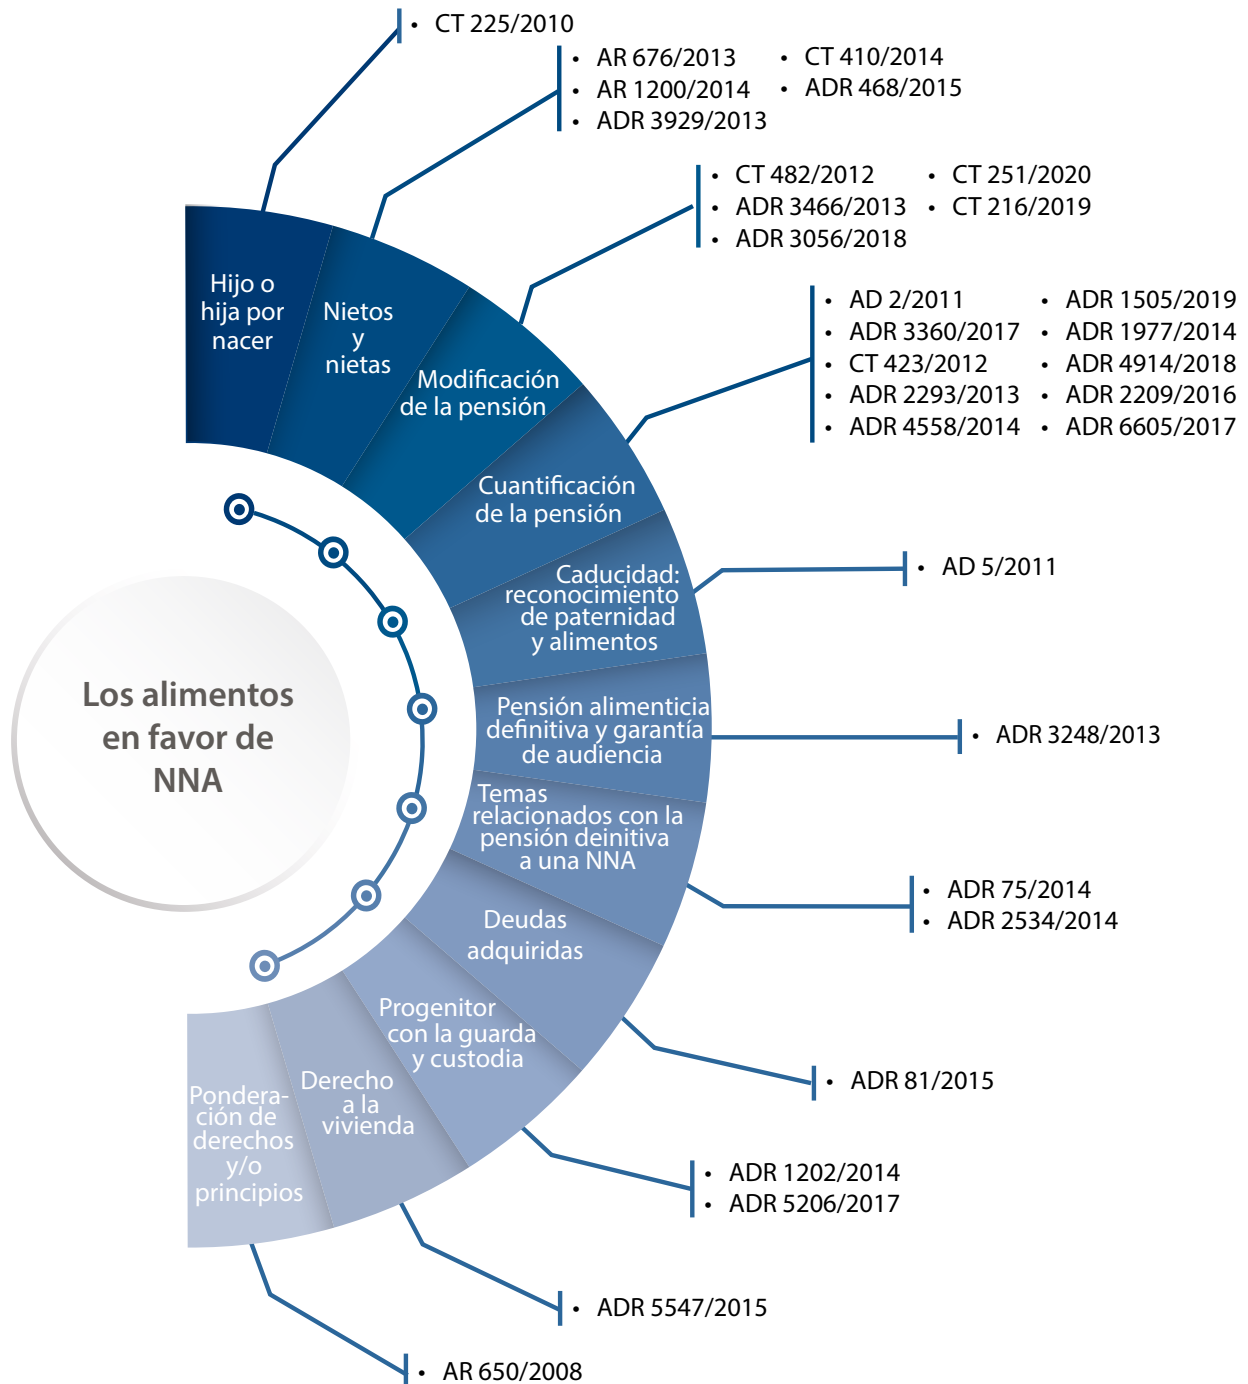 • CT 225/2010
• AR 676/2013
• AR 1200/2014
• ADR 3929/2013
• CT 410/2014
• ADR 468/2015
• CT 482/2012
• ADR 3466/2013
• ADR 3056/2018
• CT 251/2020
• CT 216/2019
• AD 2/2011
• ADR 3360/2017
• CT 423/2012
• ADR 2293/2013
• ADR 4558/2014
• ADR 1505/2019
• ADR 1977/2014
• ADR 4914/2018
• ADR 2209/2016
• ADR 6605/2017
• AD 5/2011
• ADR 3248/2013
• ADR 75/2014
• ADR 2534/2014
• ADR 81/2015
• ADR 1202/2014
• ADR 5206/2017
• ADR 5547/2015
• AR 650/2008
Hijo o
hija por
nacer
Nietos
y
nietas
Modificación
de la pensión
Cuantificación
de la pensión
Caducidad:
reconocimiento
de paternidad
y alimentos
Pensión alimenticia
definitiva y garantía
de audiencia
Temas
relacionados con la
pensión deinitiva
a una NNA
Deudas
adquiridas
Progenitor
con la guarda
y custodia
Derecho
a la
vivienda
Pondera-
ción de
derechos
y/o
principios
Los alimentos
en favor de
NNA